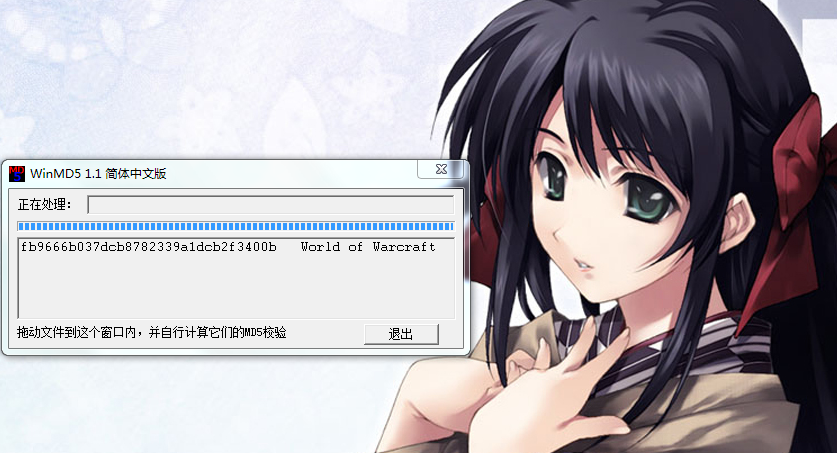 WinMD5 1.1 简体中文版
正在处理：
fb9666b037dcb8782339a1dcb2f3400b World of Warcraft
拖动文件到这个窗口内，并自行计算它们的MD5校验
退出